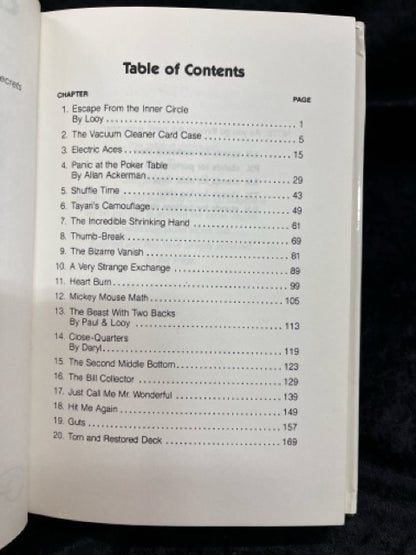 ecrets
Table of Contents
CHAPTER PAGE
1. Escape From the Inner Circle
By Looy 1
2. The Vacuum Cleaner Card Case 5
3. Electric Aces 15
4. Panic at the Poker Table
By Allan Ackerman 29
5. Shuffle Time 43
6. Tayan's Camouflage 49
7. The Incredible Shrinking Hand 61
8. Thumb-Break 69
9. The Bizarre Vanish 81
10. A Very Strange Exchange 89
11. Heart Burn 99
12. Mickey Mouse Math 105
13. The Beast With Two Backs
By Paul & Looy 113
14. Close-Quarters
By Daryl 119
15. The Second Middle Bottom 123
16. The Bill Collector 129
17. Just Call Me Mr. Wonderful 139
18. Hit Me Again 149
19. Guts 157
20. Torn and Restored Deck 169